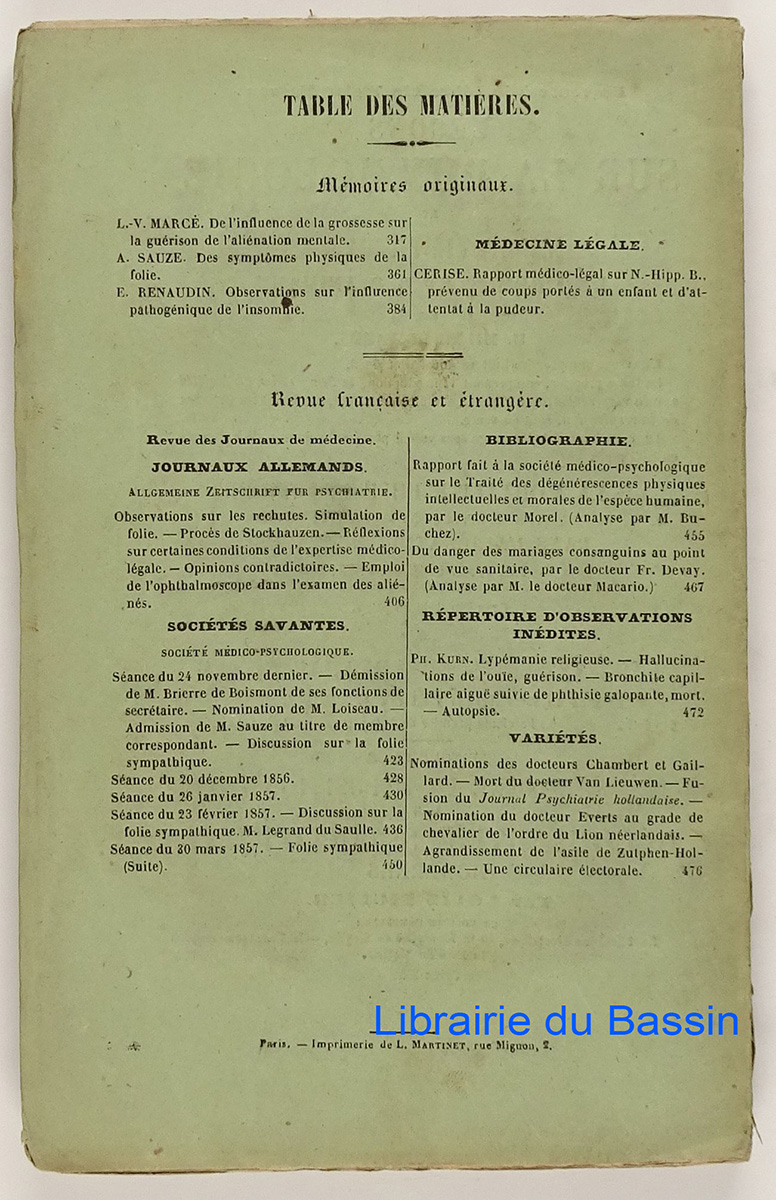 TABLE DES MATIÈRES.
Mémoires originaux.
L.-V. MARCÉ. De l'influence de la grossesse sur
la guérison de l'aliénation mentale. 317
A. SAUZE. Des symptômes physiques de la
folie. 361
E. RENAUDIN. Observations sur l'influence
pathogénique de l'insomnie. 384
MÉDECINE LÉGALE.
CERISE. Rapport médico-légal sur N.-Hipp. B.,
prévenu de coups portés à un enfant et d'at-
tentat à la pudeur.
Revue française et étrangère.
Revue des Journaux de médecine.
JOURNAUX ALLEMANDS.
ALLGEMEINE ZEITSCHRIFT FUR PSYCHIATRIE.
Observations sur les rechutes. Simulation de
folie. — Procès de Stockhauzen. — Réflexions
sur certaines conditions de l'expertise médico-
légale. — Opinions contradictoires. — Emploi
de l'ophthalmoscope dans l'examen des alié-
nés. 406
SOCIÉTÉS SAVANTES.
SOCIÉTÉ MÉDICO-PSYCHOLOGIQUE.
Séance du 24 novembre dernier. — Démission
de M. Brierre de Boismont de ses fonctions de
secrétaire. — Nomination de M. Loiseau. —
Admission de M. Sauze au titre de membre
correspondant. — Discussion sur la folie
sympathique. 423
Séance du 20 décembre 1856. 428
Séance du 26 janvier 1857. 430
Séance du 23 février 1857. — Discussion sur la
folie sympathique. M. Legrand du Saulle. 436
Séance du 30 mars 1857. — Folie sympathique
(Suite). 450
BIBLIOGRAPHIE.
Rapport fait à la société médico-psychologique
sur le Traité des dégénérescences physiques
intellectuelles et morales de l'espèce humaine,
par le docteur Morel. (Analyse par M. Bu-
chez). 455
Du danger des mariages consanguins au point
de vue sanitaire, par le docteur Fr. Devay.
(Analyse par M. le docteur Macario.) 467
RÉPERTOIRE D'OBSERVATIONS
INÉDITES.
PH. KUHN. Lypémanie religieuse. — Hallucina-
tions de l'ouïe, guérison. — Bronchite capil-
laire aiguë suivie de phthisie galopante, mort.
— Autopsie. 472
VARIÉTÉS.
Nominations des docteurs Chambert et Gail-
lard. — Mort du docteur Van Lieuwen. — Fu-
sion du Journal Psychiatrie hollandaise. —
Nomination du docteur Everts au grade de
chevalier de l'ordre du Lion néerlandais. —
Agrandissement de l'asile de Zutphen-Hol-
lande. — Une circulaire électorale. 476
Librairie du Bassin
Paris. — Imprimerie de L. MARTINET, rue Mignon, 2.